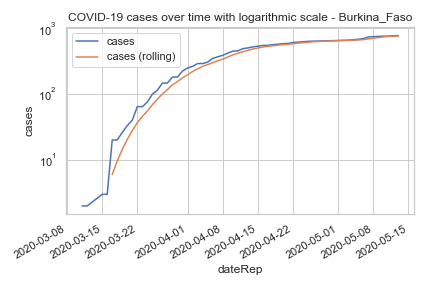 COVID-19 cases over time with logarithmic scale - Burkina_Faso
cases
cases (rolling)
10³
10²
10¹
cases
2020-03-08
2020-03-15
2020-03-22
2020-04-01
2020-04-08
2020-04-15
2020-04-22
2020-05-01
2020-05-08
2020-05-15
dateRep